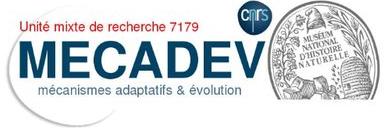 Unité mixte de recherche 7179
cnrs
MECADEV
mécanismes adaptatifs & évolution
MUSEUM
NATIONAL
D'HISTOIRE
NATURELLE